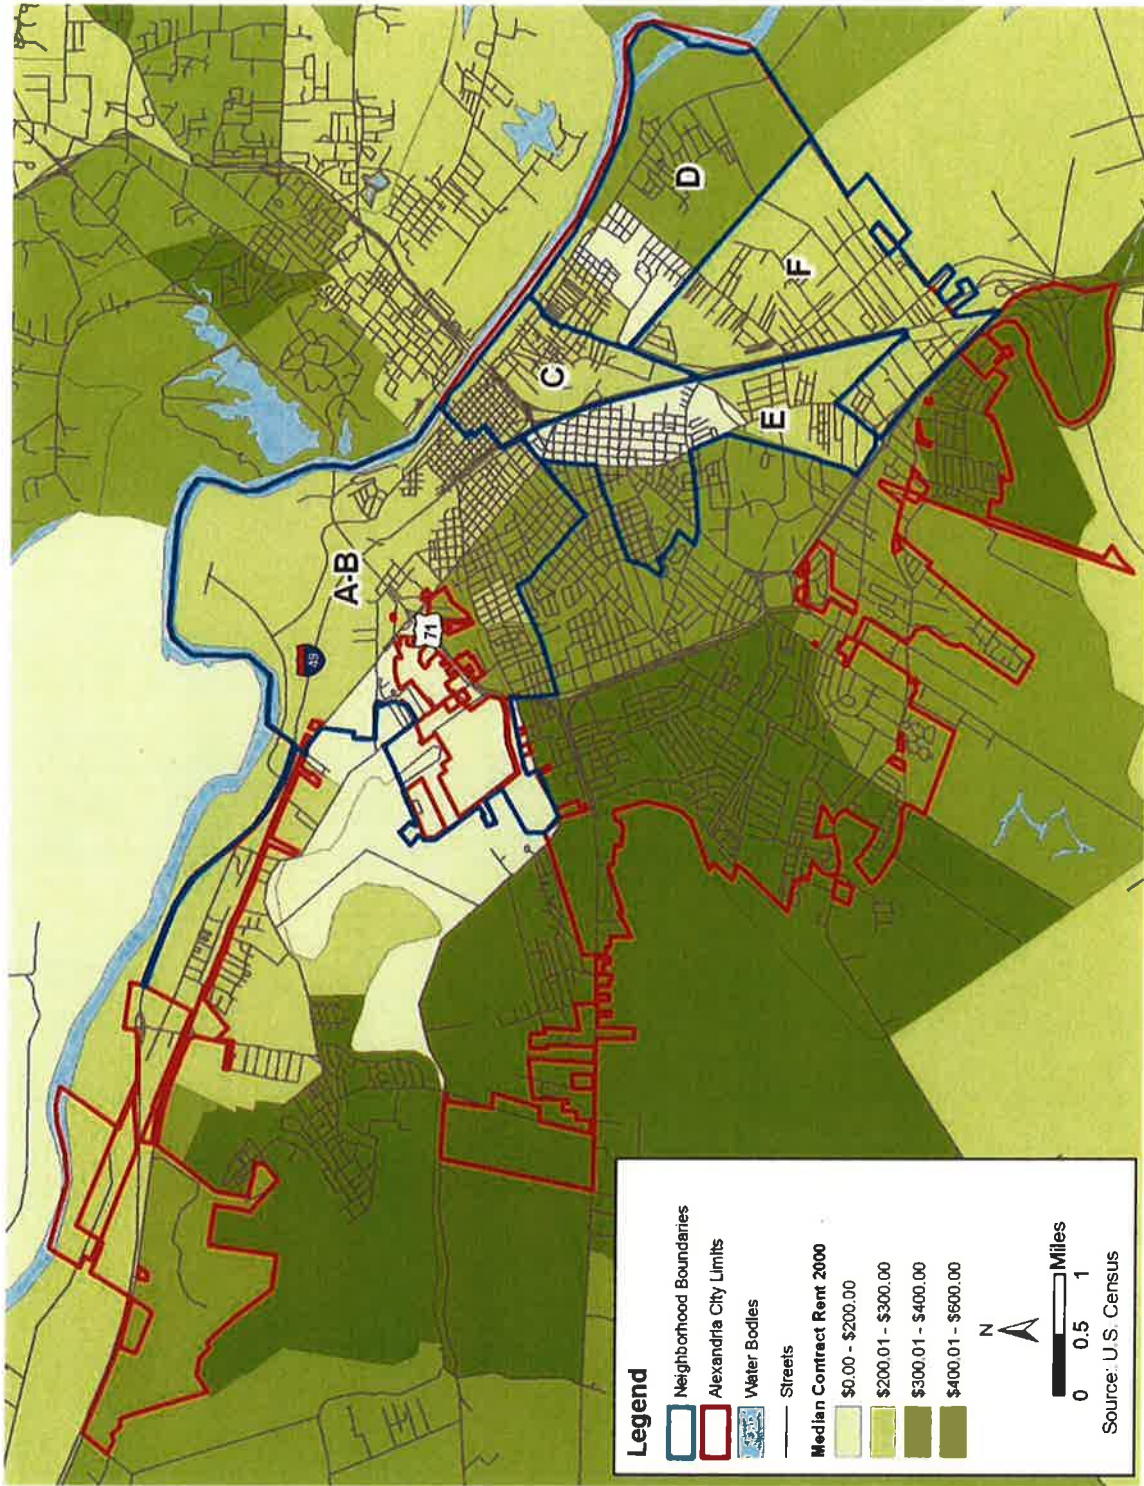 A-B
49
71
C
D
E
F
Legend
Neighborhood Boundaries
Alexandria City Limits
Water Bodies
Streets
Median Contract Rent 2000
$0.00 - $200.00
$200.01 - $300.00
$300.01 - $400.00
$400.01 - $600.00
N
0 0.5 1 Miles
Source: U.S. Census